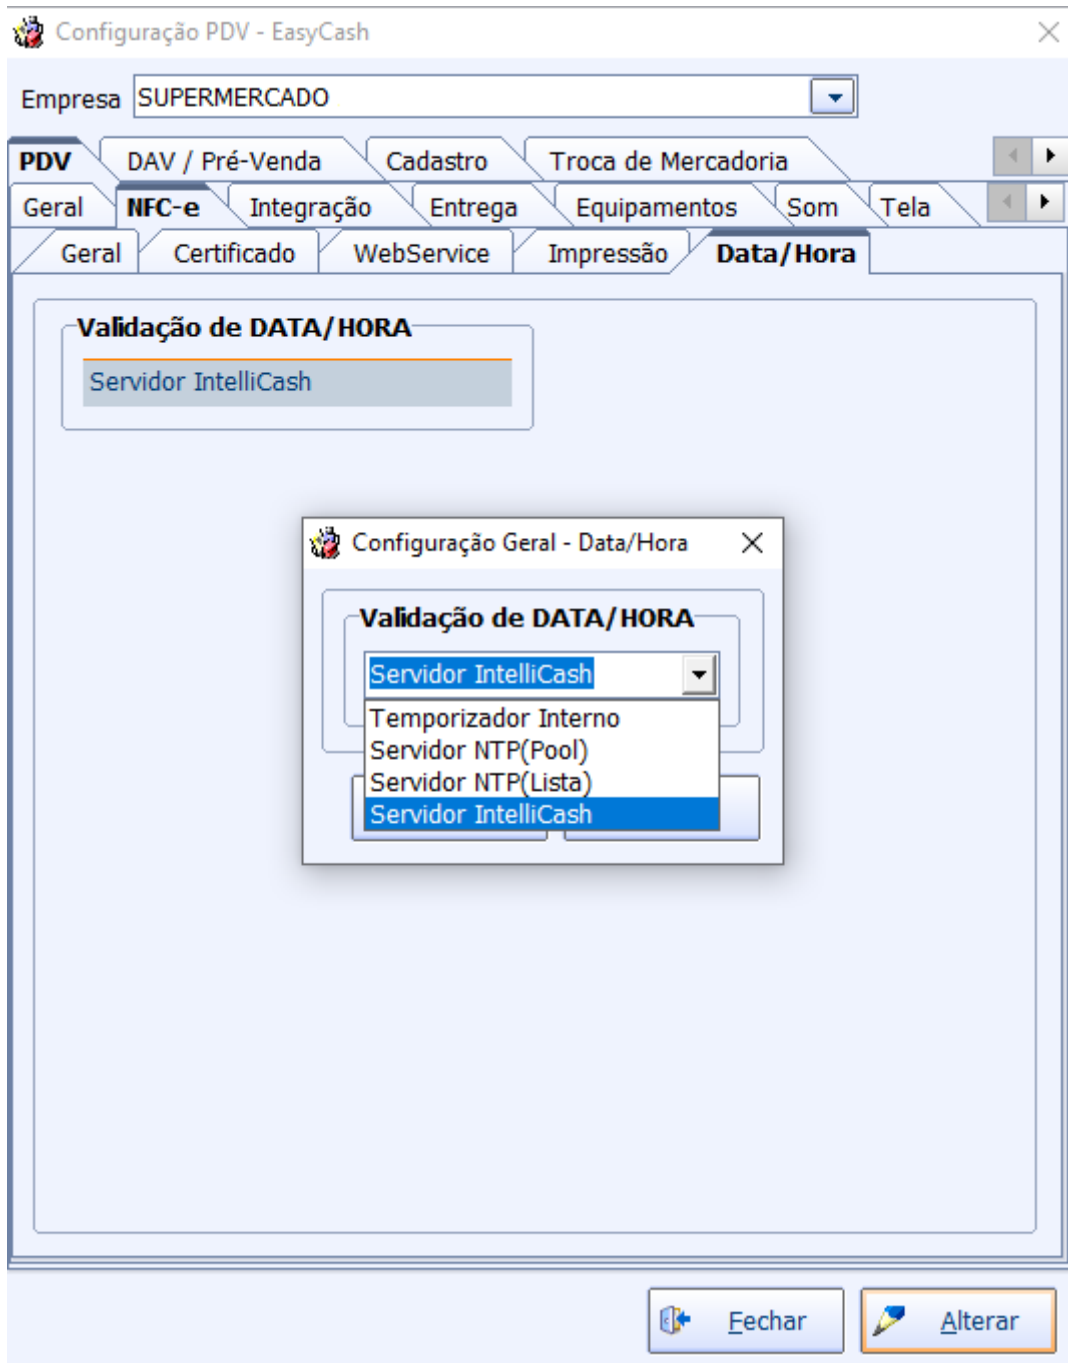 Configuração PDV - EasyCash
Empresa SUPERMERCADO
PDV DAV / Pré-Venda Cadastro Troca de Mercadoria
Geral NFC-e Integração Entrega Equipamentos Som Tela
Geral Certificado WebService Impressão Data/Hora
Validação de DATA/HORA
Servidor IntelliCash
Configuração Geral - Data/Hora
Validação de DATA/HORA
Servidor IntelliCash
Temporizador Interno
Servidor NTP(Pool)
Servidor NTP(Lista)
Servidor IntelliCash
Fechar Alterar